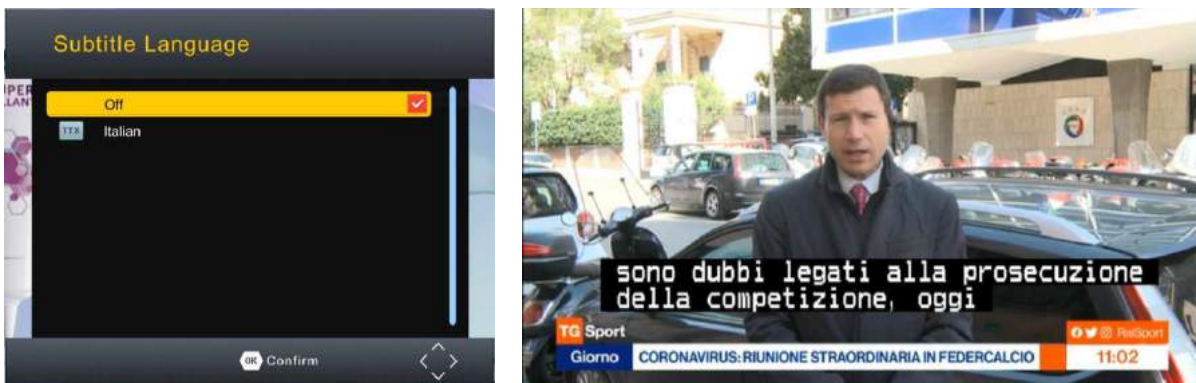 Subtitle Language
Off
TTX Italian
OK Confirm
sono dubbi legati alla prosecuzione
della competizione, oggi
TG Sport
RaiSport
Giorno CORONAVIRUS: RIUNIONE STRAORDINARIA IN FEDERCALCIO 11:02